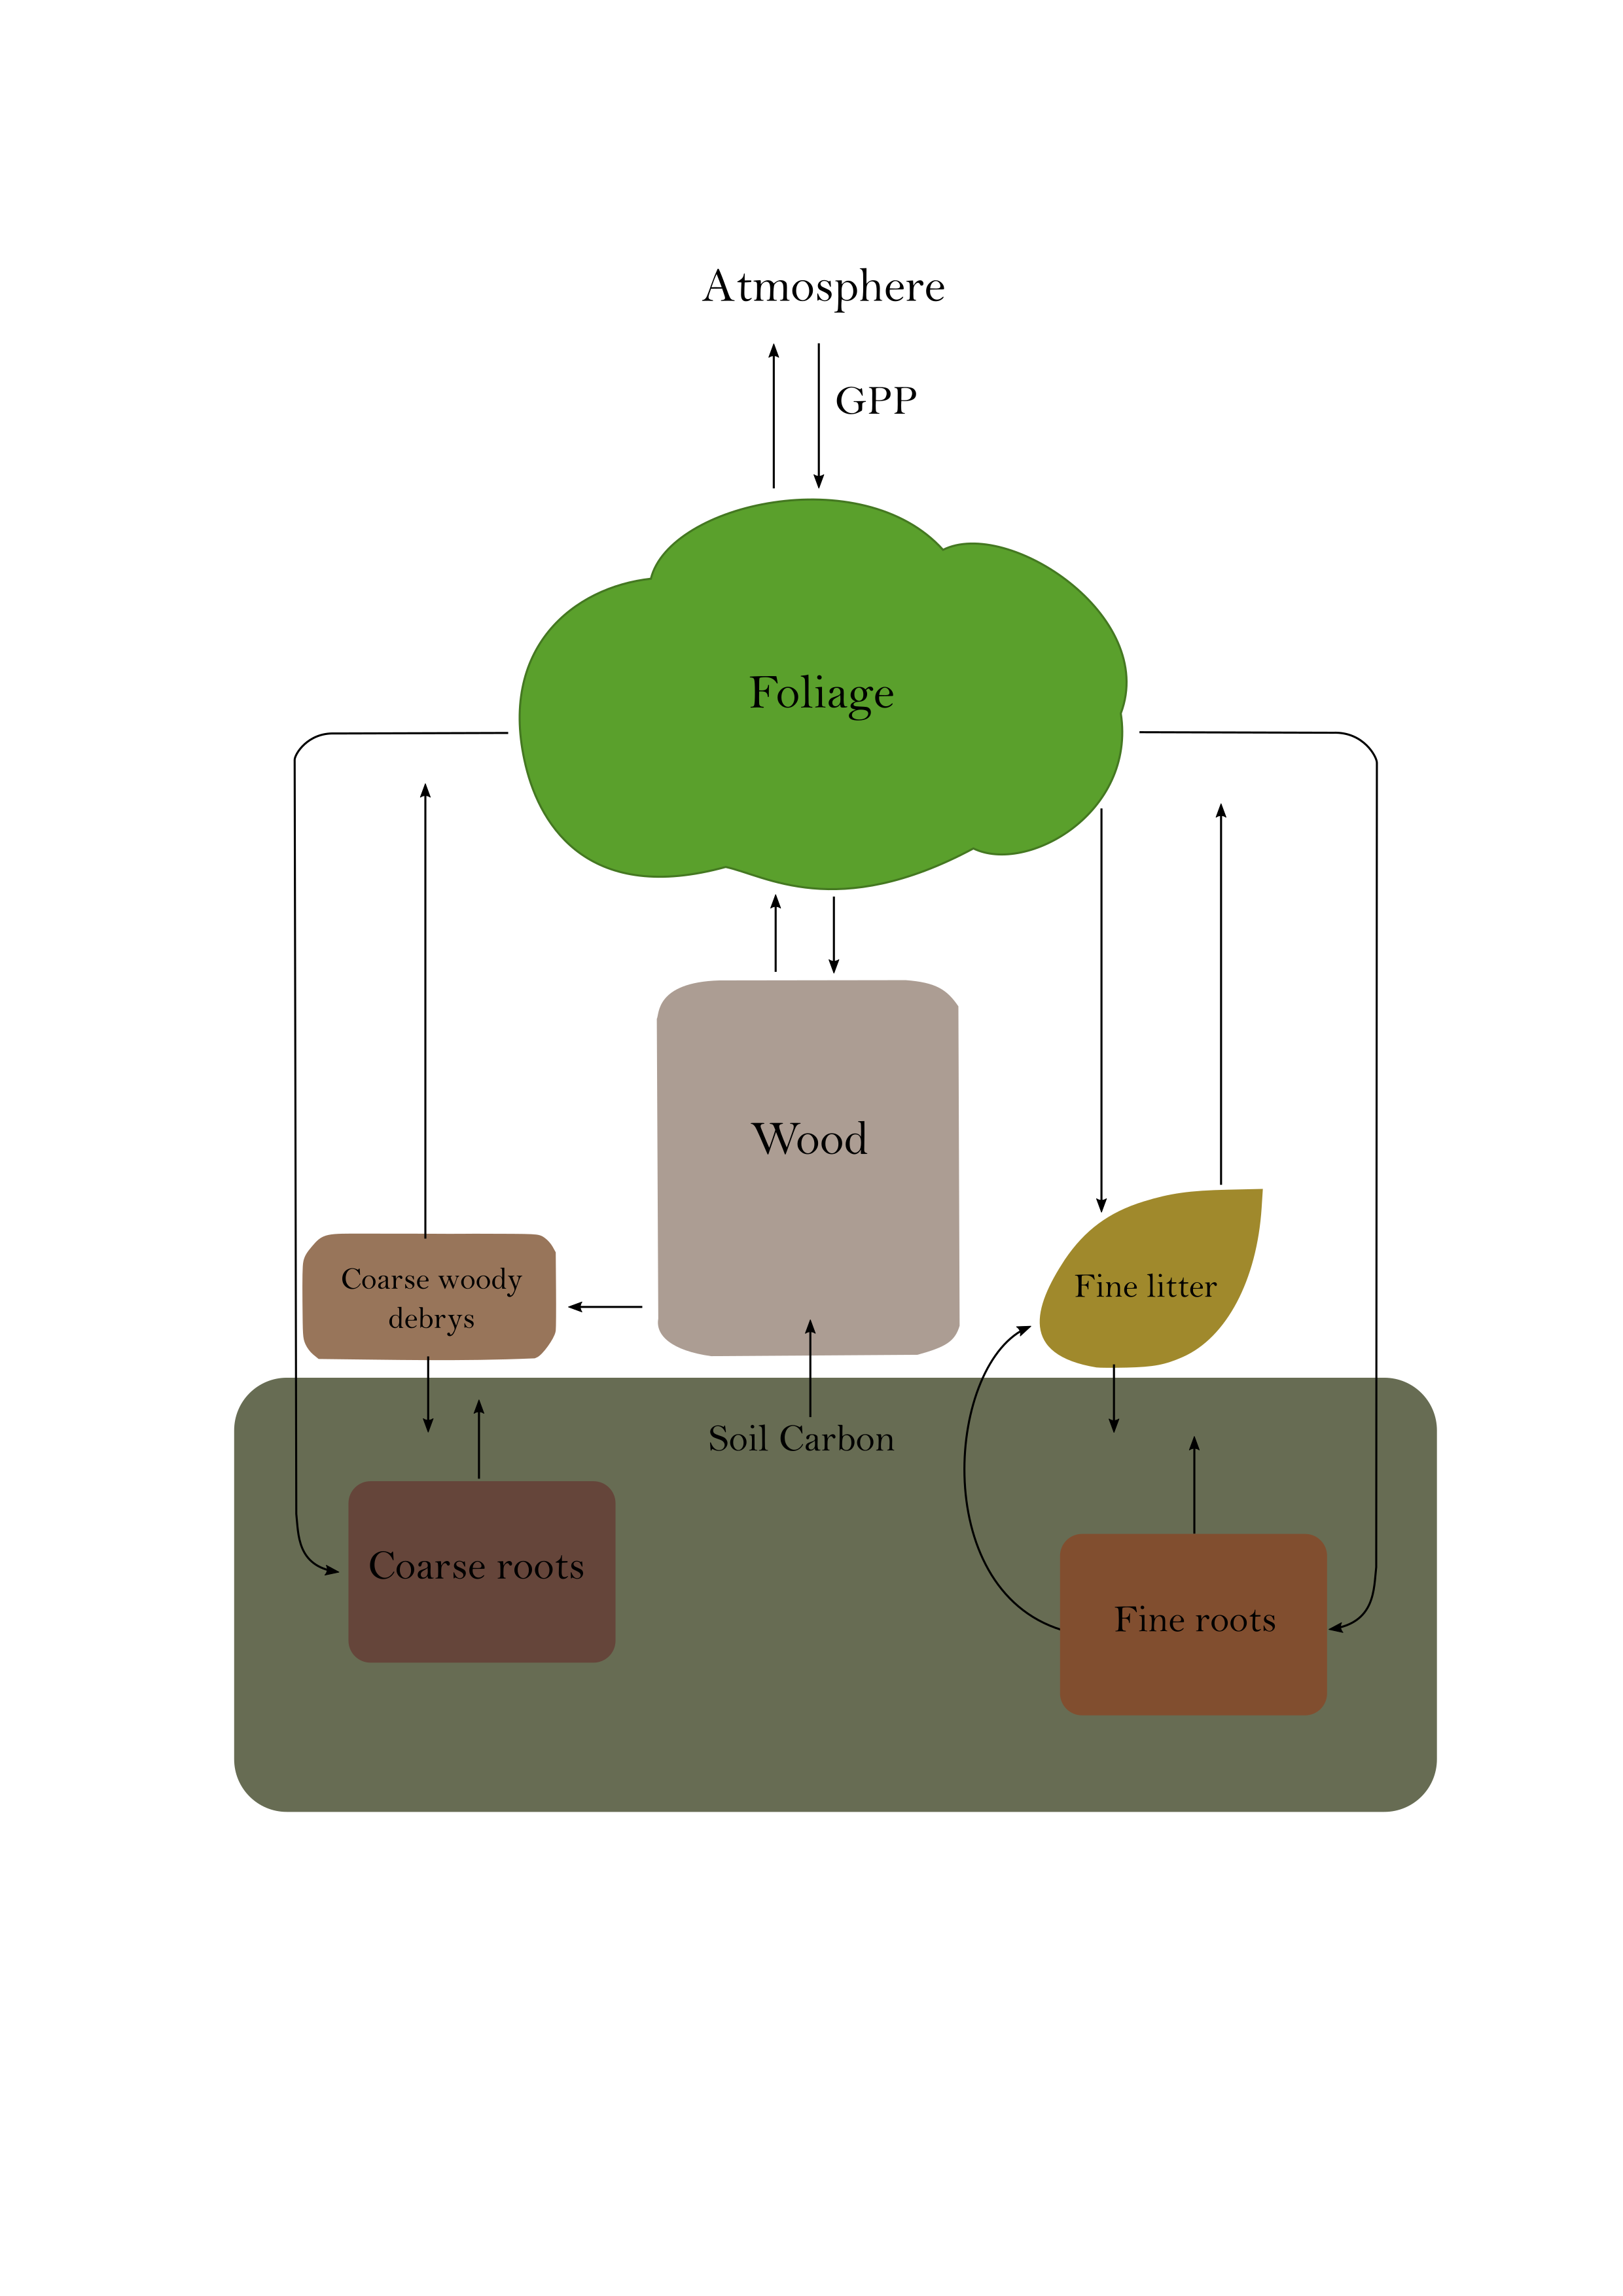 Atmosphere
GPP
Foliage
Wood
Coarse woody
debrys
Fine litter
Soil Carbon
Coarse roots
Fine roots